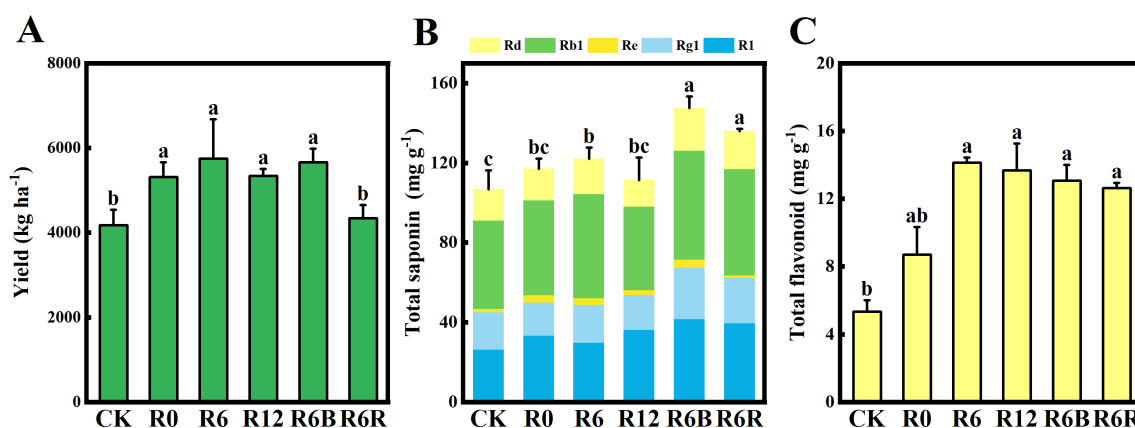 A
Yield (kg ha⁻¹)
8000
6000
4000
2000
0
b
a
a
a
a
b
CK R0 R6 R12 R6B R6R
B
Rd Rb1 Re Rg1 R1
Total saponin (mg g⁻¹)
160
120
80
40
0
c
bc
b
bc
a
a
CK R0 R6 R12 R6B R6R
C
Total flavonoid (mg g⁻¹)
20
16
12
8
4
0
b
ab
a
a
a
a
CK R0 R6 R12 R6B R6R